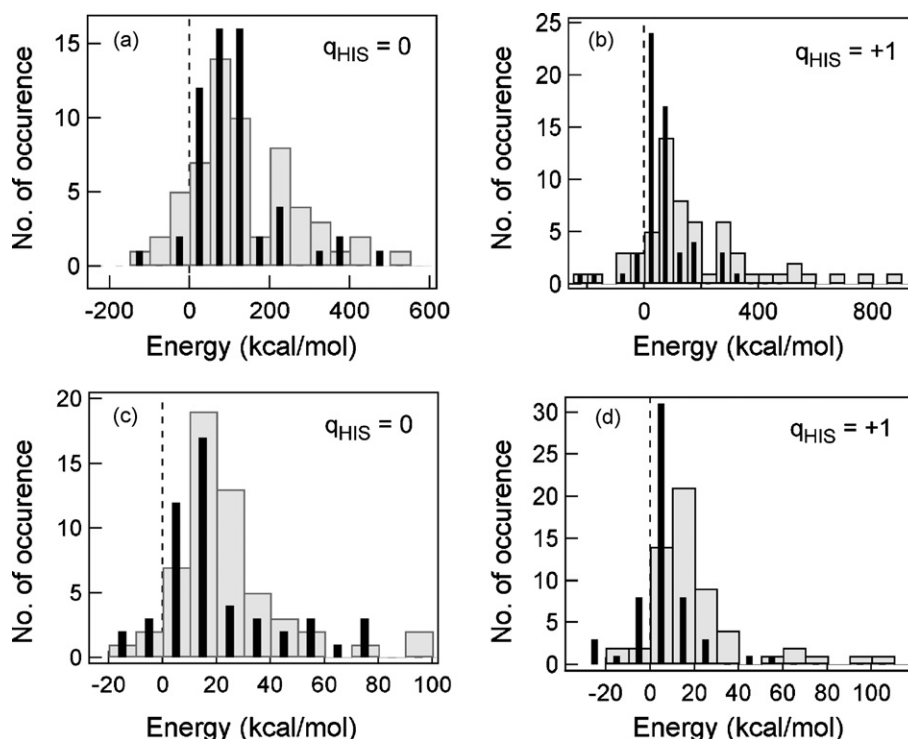 (a)
q_HIS = 0
No. of occurence
15
10
5
0
-200
0
200
400
600
Energy (kcal/mol)
(b)
q_HIS = +1
No. of occurence
25
20
15
10
5
0
0
400
800
Energy (kcal/mol)
(c)
q_HIS = 0
No. of occurence
20
15
10
5
0
-20
0
20
40
60
80
100
Energy (kcal/mol)
(d)
q_HIS = +1
No. of occurence
30
25
20
15
10
5
0
-20
0
20
40
60
80
100
Energy (kcal/mol)